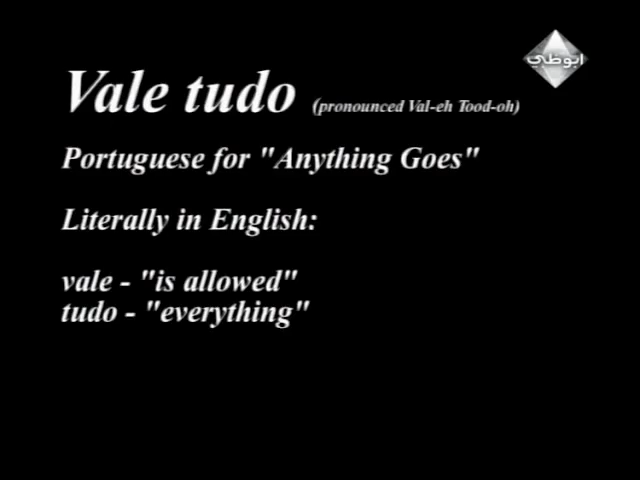 أبوظبي
Vale tudo (pronounced Val-eh Tood-oh)
Portuguese for "Anything Goes"
Literally in English:
vale - "is allowed"
tudo - "everything"